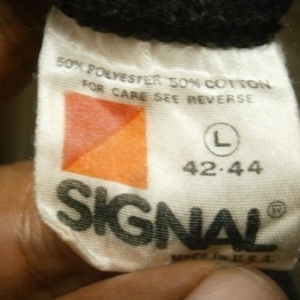 50% POLYESTER 50% COTTON
FOR CARE SEE REVERSE
L
42-44
SIGNAL®
Made in U.S.A.